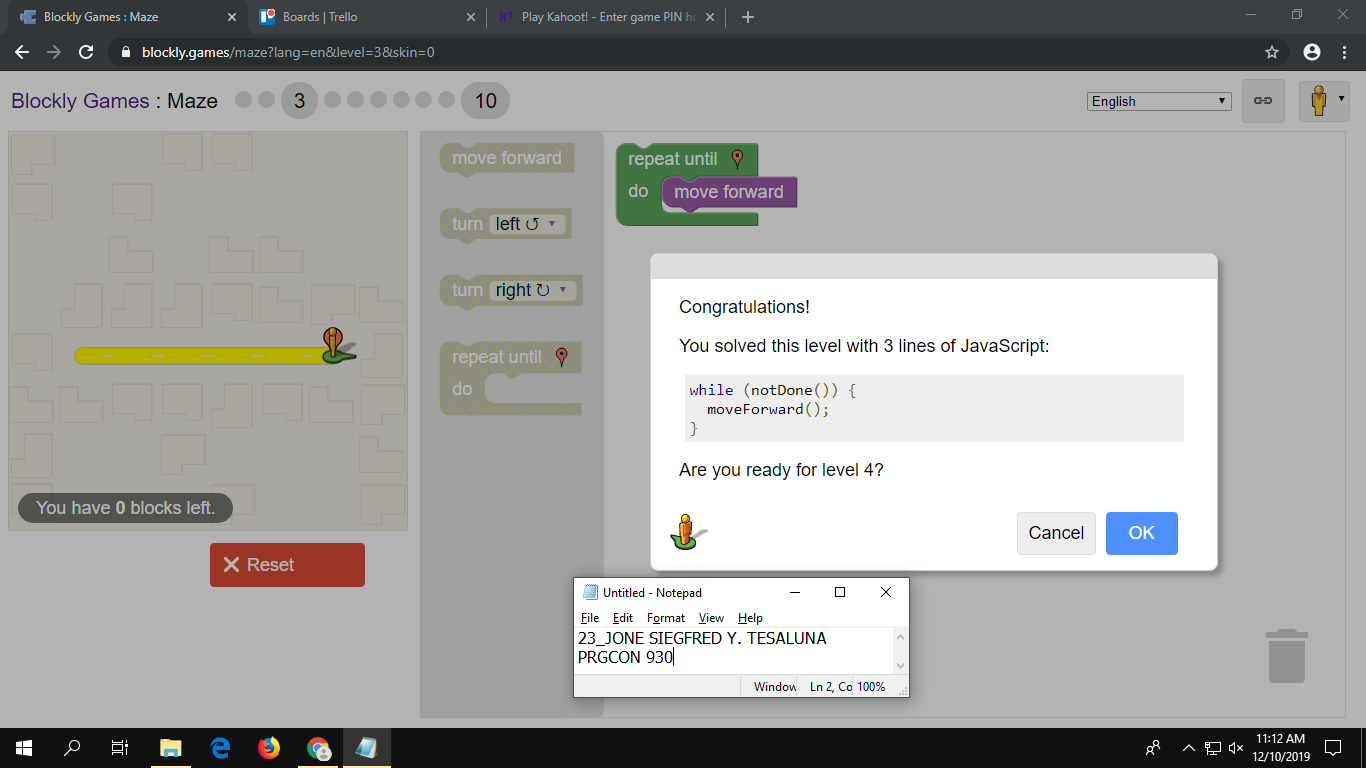 Blockly Games : Maze
Boards | Trello
Play Kahoot! - Enter game PIN he
blockly.games/maze?lang=en&level=3&skin=0
Blockly Games : Maze 3 10
English
move forward
turn left ↺
turn right ↻
repeat until
do
repeat until
do move forward
You have 0 blocks left.
Reset
Congratulations!
You solved this level with 3 lines of JavaScript:
while (notDone()) {
  moveForward();
}
Are you ready for level 4?
Cancel OK
Untitled - Notepad
File Edit Format View Help
23_JONE SIEGFRED Y. TESALUNA
PRGCON 930
Window Ln 2, Co 100%
11:12 AM
12/10/2019